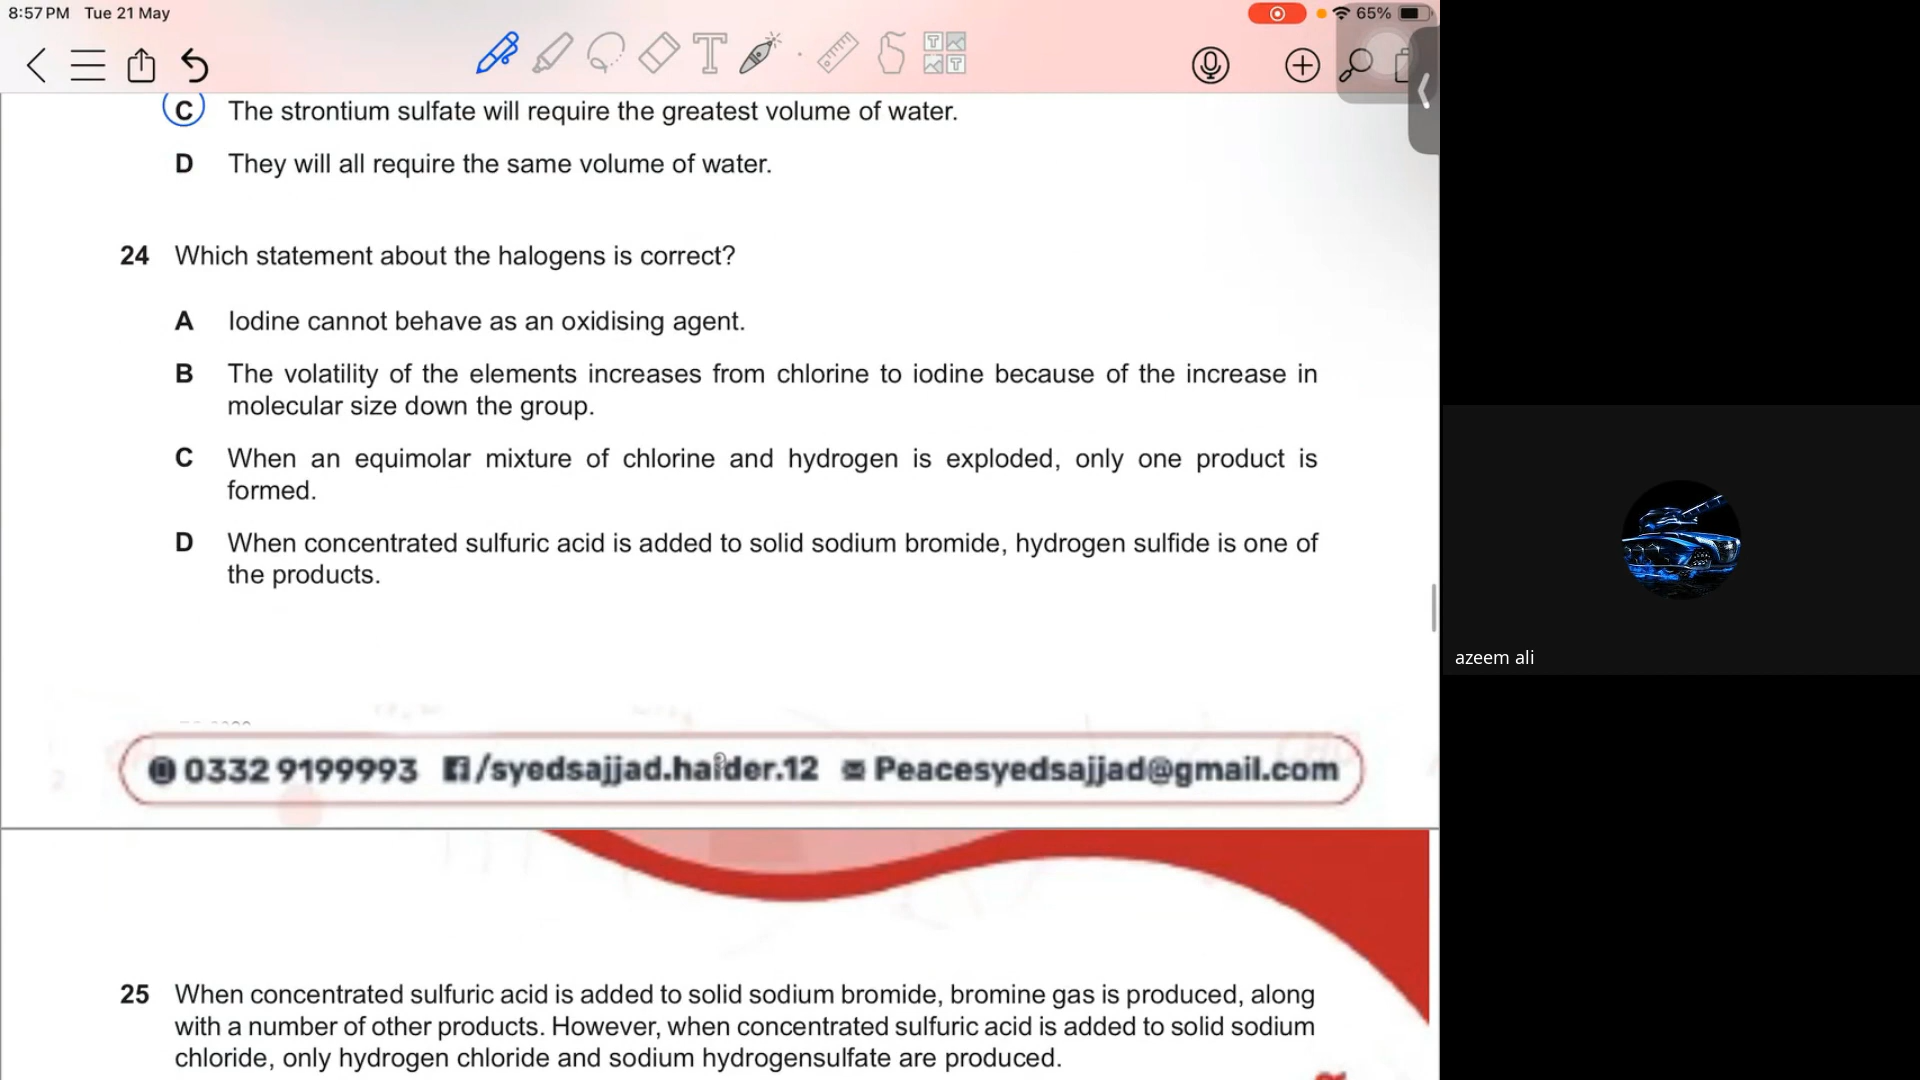 8:57 PM Tue 21 May
65%
C The strontium sulfate will require the greatest volume of water.
D They will all require the same volume of water.
24 Which statement about the halogens is correct?
A Iodine cannot behave as an oxidising agent.
B The volatility of the elements increases from chlorine to iodine because of the increase in
molecular size down the group.
C When an equimolar mixture of chlorine and hydrogen is exploded, only one product is
formed.
D When concentrated sulfuric acid is added to solid sodium bromide, hydrogen sulfide is one of
the products.
azeem ali
0332 9199993 /syedsajjad.haider.12 Peacesyedsajjad@gmail.com
25 When concentrated sulfuric acid is added to solid sodium bromide, bromine gas is produced, along
with a number of other products. However, when concentrated sulfuric acid is added to solid sodium
chloride, only hydrogen chloride and sodium hydrogensulfate are produced.